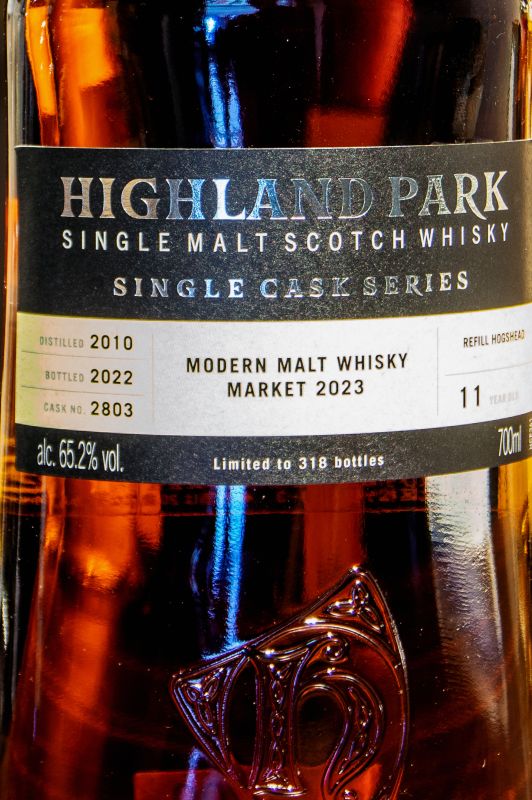 HIGHLAND PARK
SINGLE MALT SCOTCH WHISKY
SINGLE CASK SERIES
DISTILLED 2010
BOTTLED 2022
CASK NO. 2803
MODERN MALT WHISKY
MARKET 2023
REFILL HOGSHEAD
11 YEAR OLD
alc. 65.2% vol.
Limited to 318 bottles
700ml